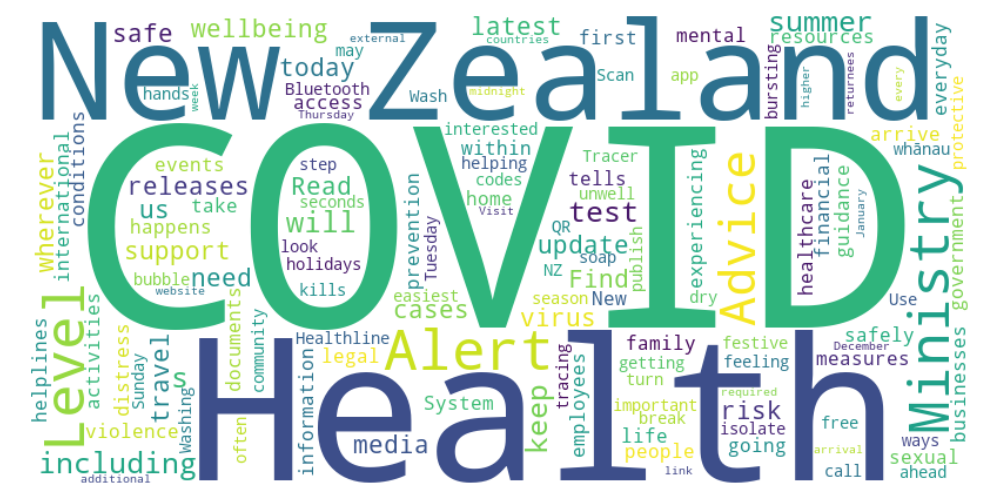 New Zealand
COVID
Health
Ministry
Level
Alert
Advice
safe
wellbeing
latest
summer
resources
external
countries
first
mental
may
today
Scan
app
bursting
higher
returnees
every
everyday
hands
week
Bluetooth
access
Thursday
Wash
midnight
interested
within
helping
arrive
whānau
protective
wherever
international
conditions
events
releases
us
take
happens
support
bubble
need
website
step
Read
seconds
will
look
holidays
kills
prevention
Tuesday
codes
home
Visit
QR
update
NZ
soap
Find
Tracer
tells
unwell
test
publish
experiencing
dry
healthcare
financial
guidance
January
government
businesses
easiest
cases
season
New
virus
Use
safely
December
measures
helplines
activities
distress
Sunday
travel
s
Washing
documents
community
Healthline
legal
information
violence
often
including
additional
media
System
keep
tracing
employees
family
getting
turn
festive
feeling
important
break
life
people
required
risk
isolate
going
link
free
arrival
call
ways
sexual
ahead